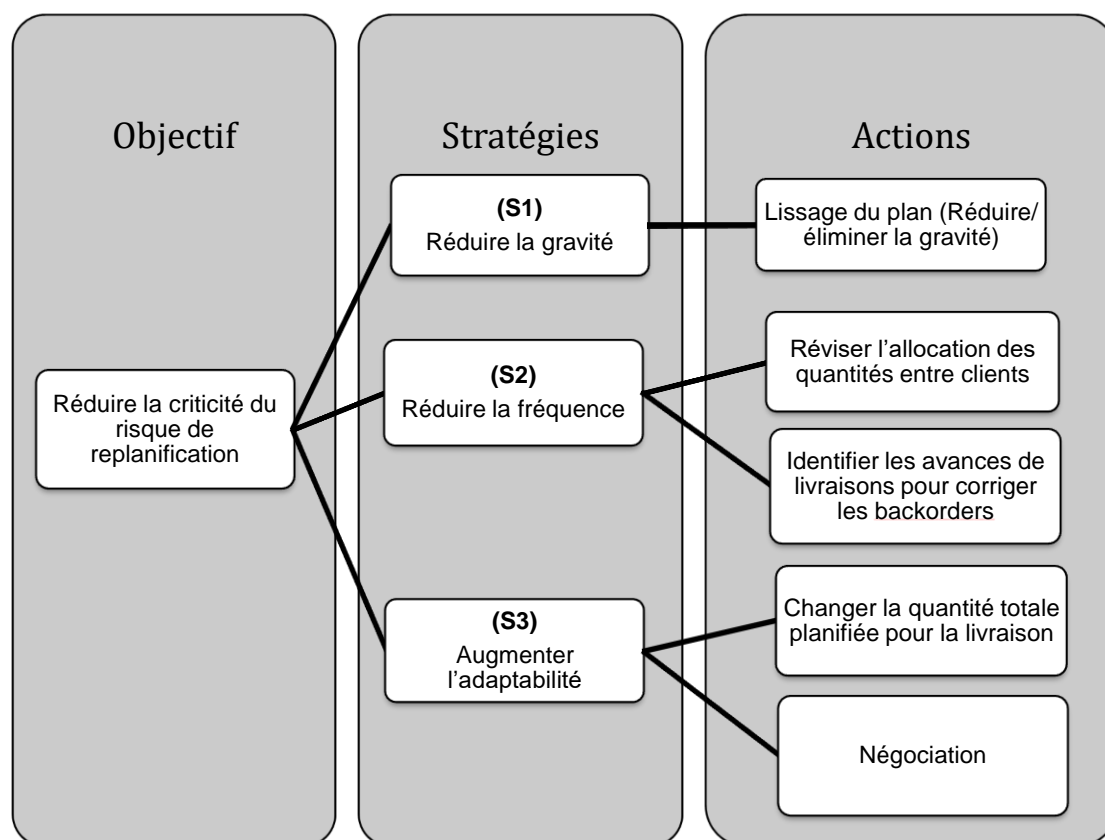 Objectif
Stratégies
Actions
Réduire la criticité du
risque de
replanification
(S1)
Réduire la gravité
(S2)
Réduire la fréquence
(S3)
Augmenter
l’adaptabilité
Lissage du plan (Réduire/
éliminer la gravité)
Réviser l’allocation des
quantités entre clients
Identifier les avances de
livraisons pour corriger
les backorders
Changer la quantité totale
planifiée pour la livraison
Négociation